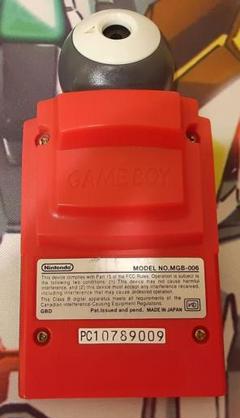 GAME BOY
Nintendo MODEL NO.MGB-006
This device complies with Part 15 of the FCC Rules. Operation is subject to
the following two conditions: (1) This device may not cause harmful
interference, and (2) this device must accept any interference received, including
interference that may cause undesired operation.
This Class B digital apparatus meets all requirements of the
Canadian Interference-Causing Equipment Regulations.
GBD Pat.Issued and pend. MADE IN JAPAN
PC10789009